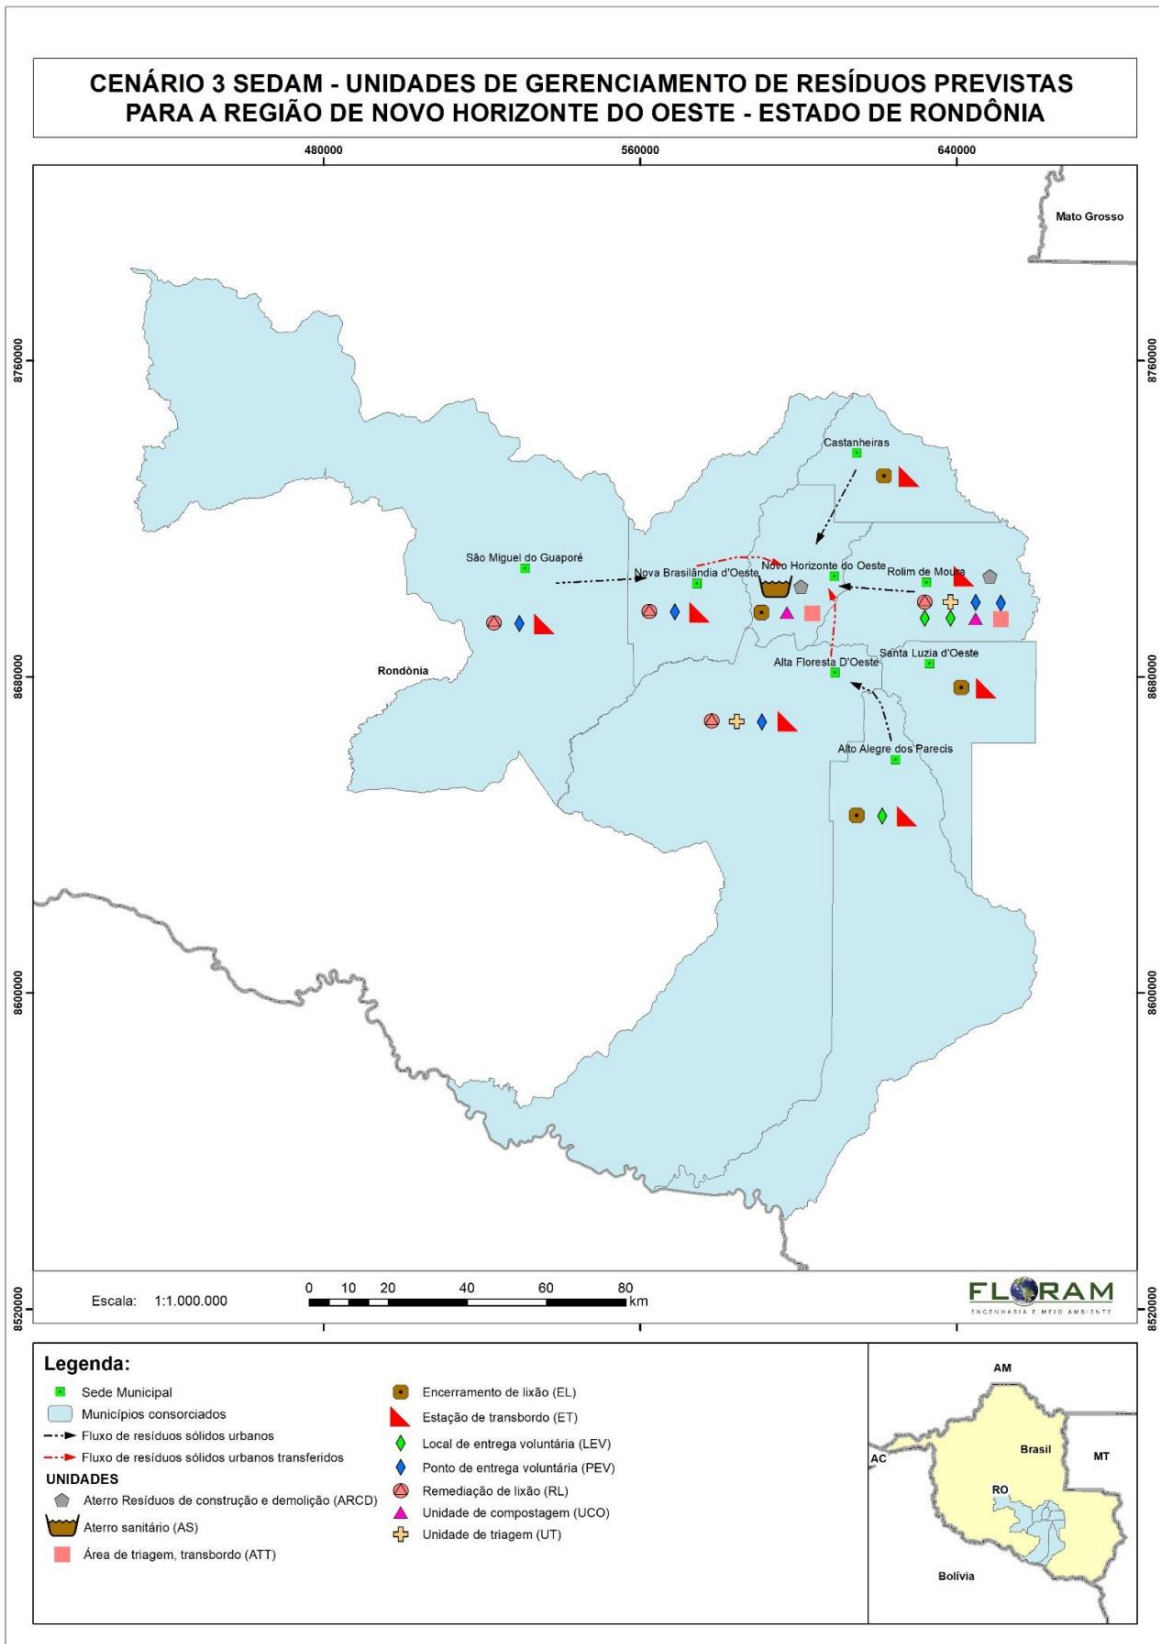 CENÁRIO 3 SEDAM - UNIDADES DE GERENCIAMENTO DE RESÍDUOS PREVISTAS
PARA A REGIÃO DE NOVO HORIZONTE DO OESTE - ESTADO DE RONDÔNIA
480000
560000
640000
Mato Grosso
8760000
8760000
Castanheiras
São Miguel do Guaporé
Nova Brasilândia d'Oeste
Novo Horizonte do Oeste
Rolim de Moura
Rondônia
Alta Floresta D'Oeste
Santa Luzia d'Oeste
8680000
8680000
Alto Alegre dos Parecis
8600000
8600000
Escala: 1:1.000.000
0 10 20 40 60 80
km
FLORAM
ENGENHARIA E MEIO AMBIENTE
8520000
8520000
Legenda:
Sede Municipal
Municípios consorciados
Fluxo de resíduos sólidos urbanos
Fluxo de resíduos sólidos urbanos transferidos
UNIDADES
Aterro Resíduos de construção e demolição (ARCD)
Aterro sanitário (AS)
Área de triagem, transbordo (ATT)
Encerramento de lixão (EL)
Estação de transbordo (ET)
Local de entrega voluntária (LEV)
Ponto de entrega voluntária (PEV)
Remediação de lixão (RL)
Unidade de compostagem (UCO)
Unidade de triagem (UT)
AM
Brasil
AC
MT
RO
Bolívia